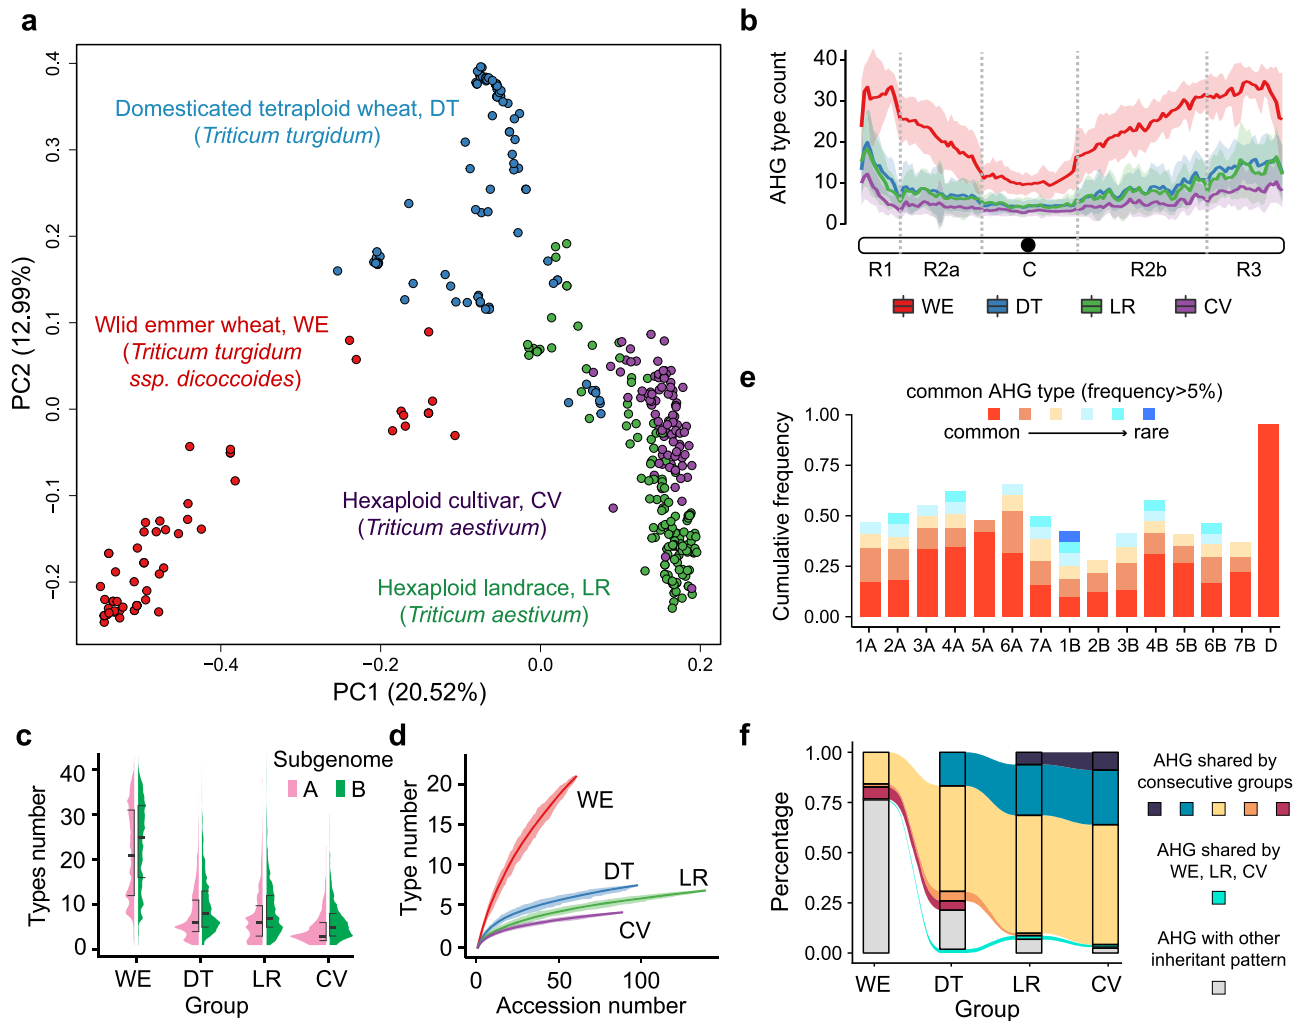 a
Domesticated tetraploid wheat, DT
(Triticum turgidum)
Wlid emmer wheat, WE
(Triticum turgidum
ssp. dicoccoides)
Hexaploid cultivar, CV
(Triticum aestivum)
Hexaploid landrace, LR
(Triticum aestivum)
PC2 (12.99%)
0.4
0.3
0.2
0.1
0.0
−0.1
−0.2
−0.4
−0.2
0.0
0.2
PC1 (20.52%)
b
AHG type count
40
30
20
10
0
R1
R2a
C
R2b
R3
WE
DT
LR
CV
e
common AHG type (frequency>5%)
common
rare
Cumulative frequency
1.00
0.75
0.50
0.25
0.00
1A
2A
3A
4A
5A
6A
7A
1B
2B
3B
4B
5B
6B
7B
D
c
Subgenome
A
B
Types number
40
30
20
10
0
WE
DT
LR
CV
Group
d
Type number
20
15
10
5
0
WE
DT
LR
CV
0
50
100
Accession number
f
Percentage
1.00
0.75
0.50
0.25
0.00
WE
DT
LR
CV
Group
AHG shared by
consecutive groups
AHG shared by
WE, LR, CV
AHG with other
inheritant pattern